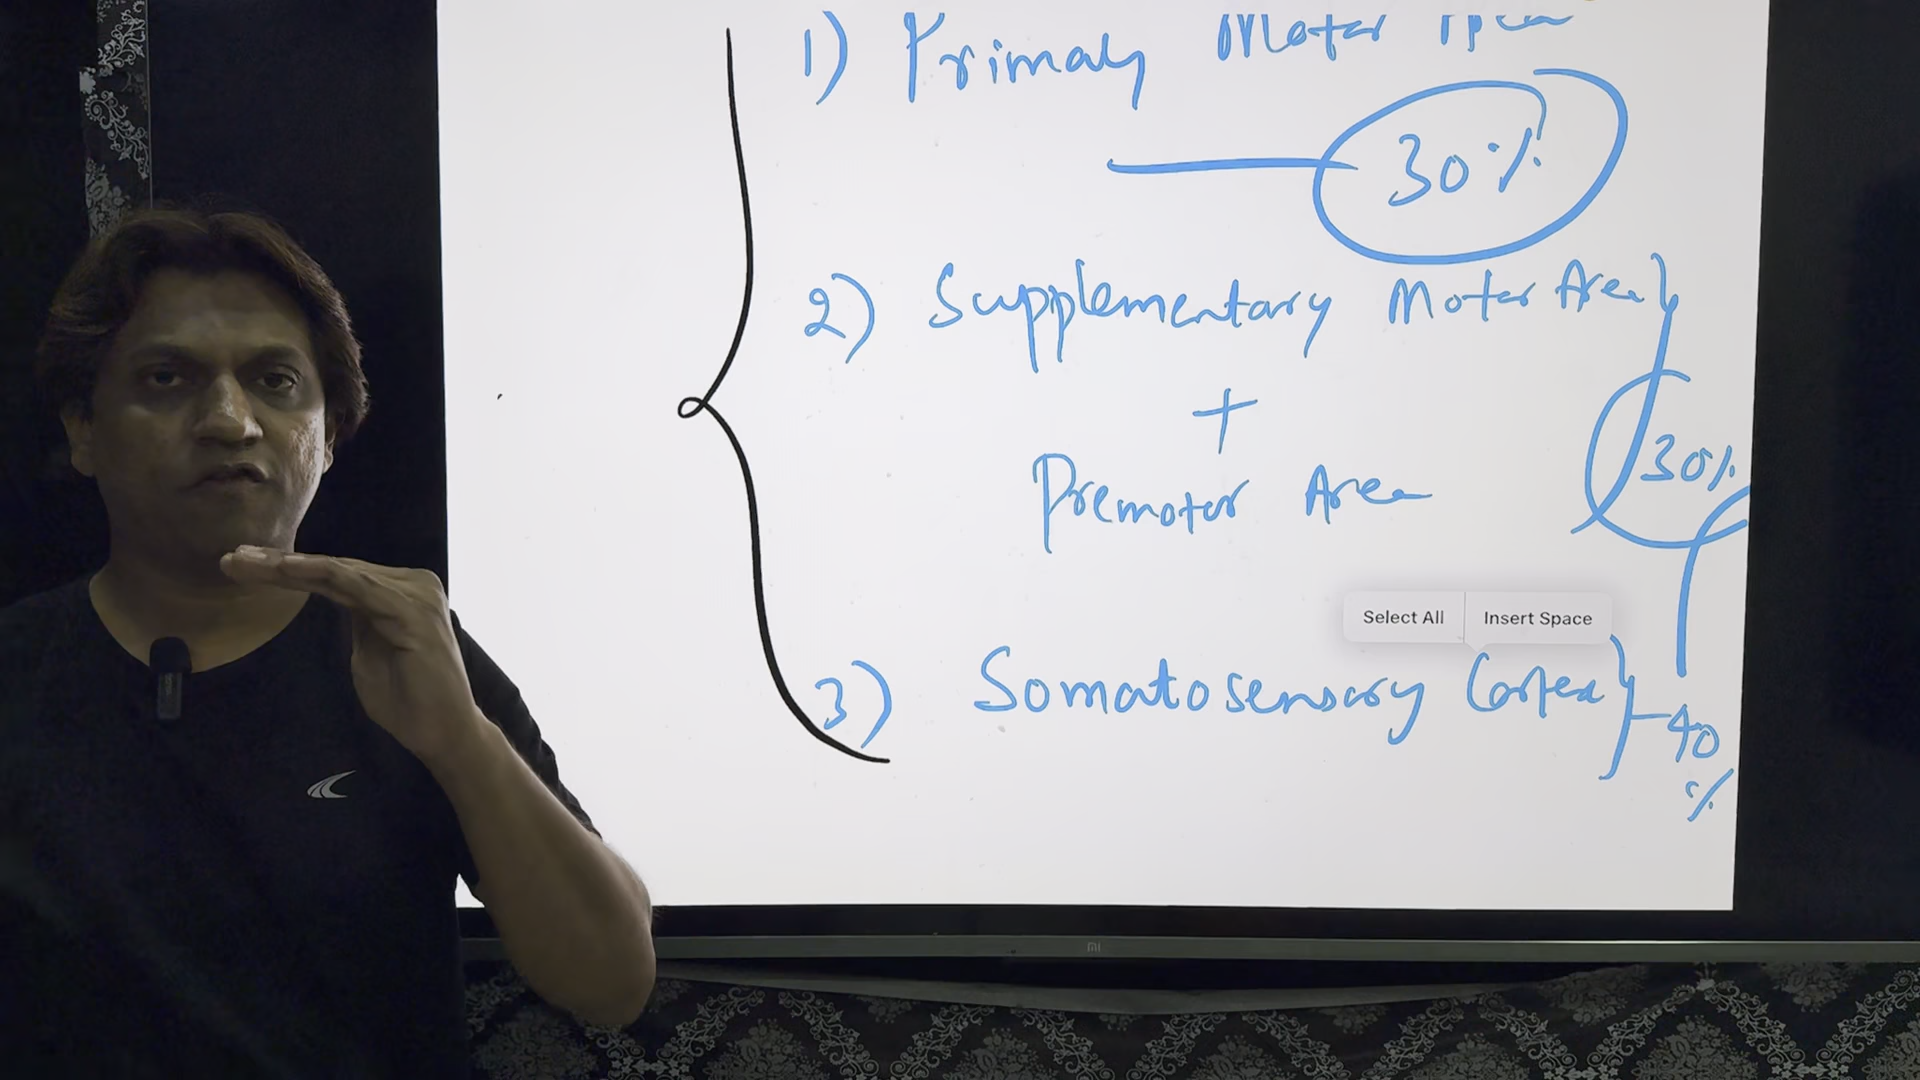 1) Primary Motor Area
30%
2) Supplementary Motor Area
+
Premotor Area
30%
Select All Insert Space
3) Somatosensory Cortex
40
%
mi